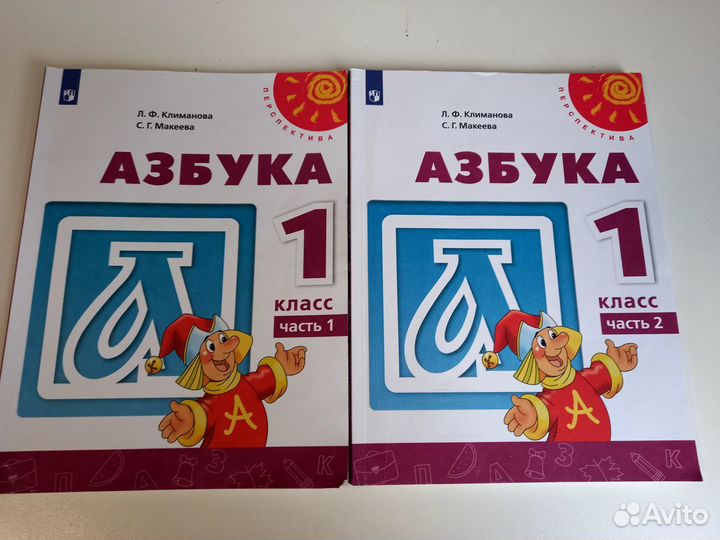 ПЕРСПЕКТИВА
Л. Ф. Климанова
С. Г. Макеева
АЗБУКА
1
класс
часть 1
А
П А З К
ПЕРСПЕКТИВА
Л. Ф. Климанова
С. Г. Макеева
АЗБУКА
1
класс
часть 2
А
П А З К
Avito